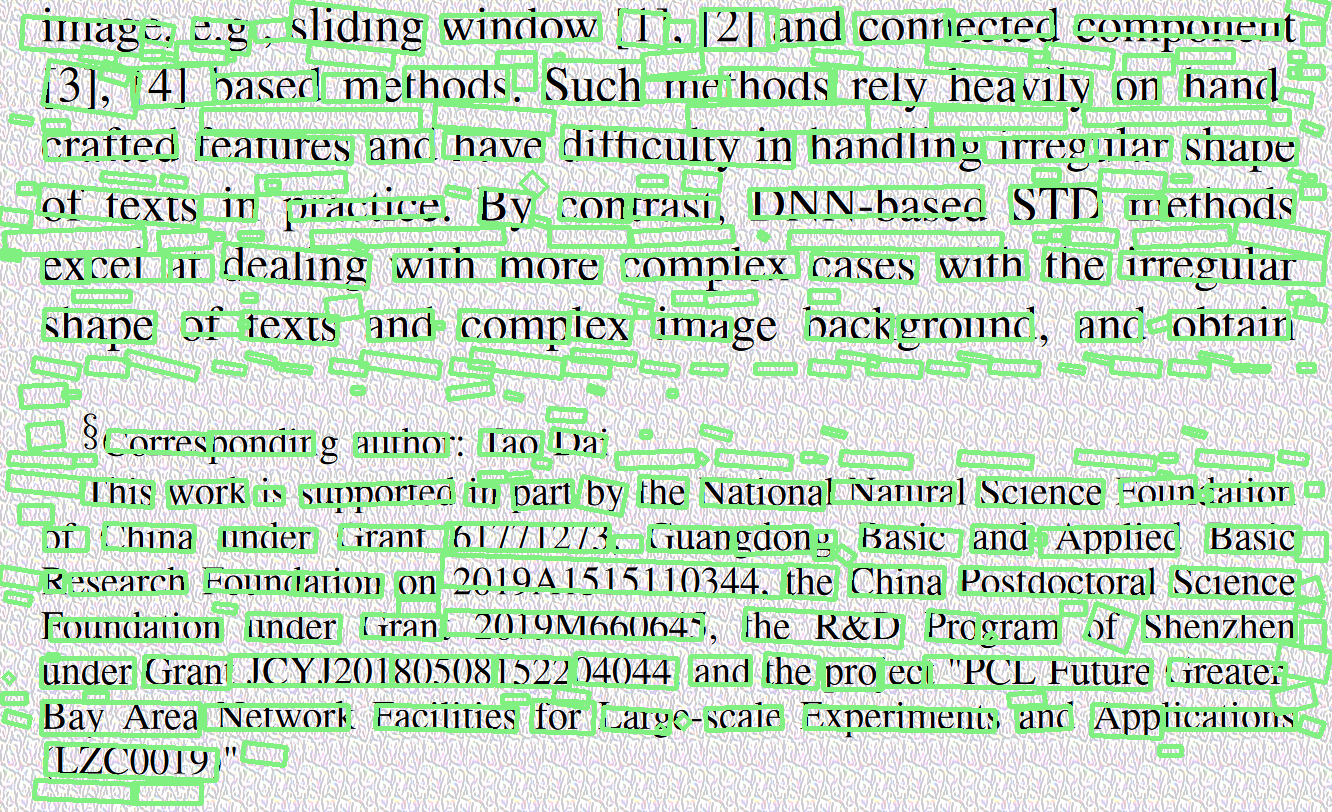 image, e.g., sliding window [1], [2] and connected component
[3], [4] based methods. Such methods rely heavily on hand-
crafted features and have difficulty in handling irregular shape
of texts in practice. By contrast, DNN-based STD methods
excel at dealing with more complex cases with the irregular
shape of texts and complex image background, and obtain
§Corresponding author: Tao Dai
This work is supported in part by the National Natural Science Foundation
of China under Grant 61771273, Guangdong Basic and Applied Basic
Research Foundation on 2019A1515110344, the China Postdoctoral Science
Foundation under Grant 2019M660645, the R&D Program of Shenzhen
under Grant JCYJ20180508152204044 and the project "PCL Future Greater
Bay Area Network Facilities for Large-scale Experiments and Applications
(LZC0019)"